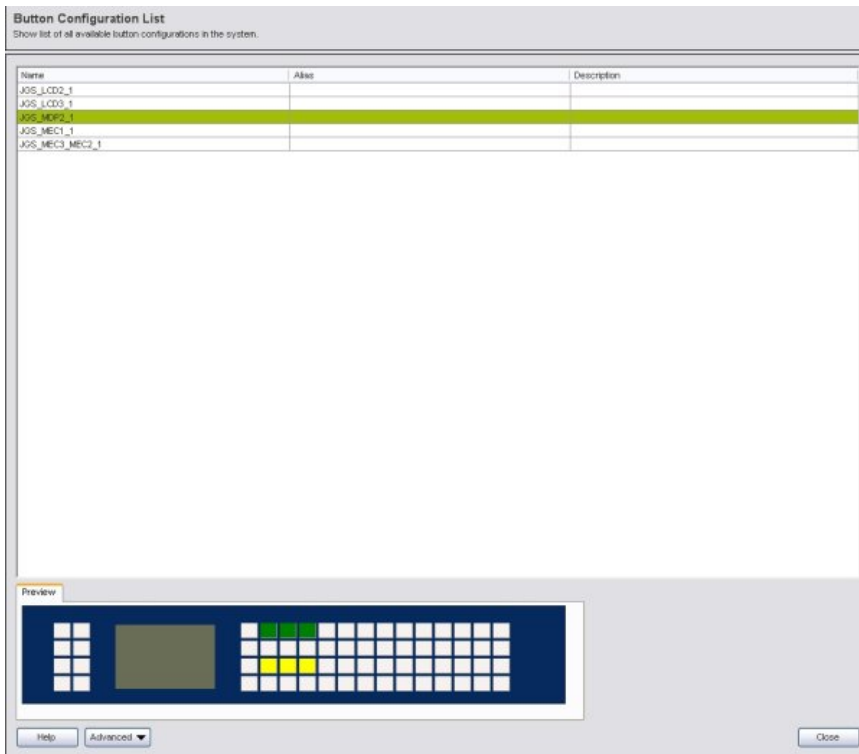 Button Configuration List
Show list of all available button configurations in the system.
Name Alias Description
JGS_LCD2_1
JGS_LCD3_1
JGS_MDP2_1
JGS_MEC1_1
JGS_MEC3_MEC2_1
Preview
Help Advanced Close